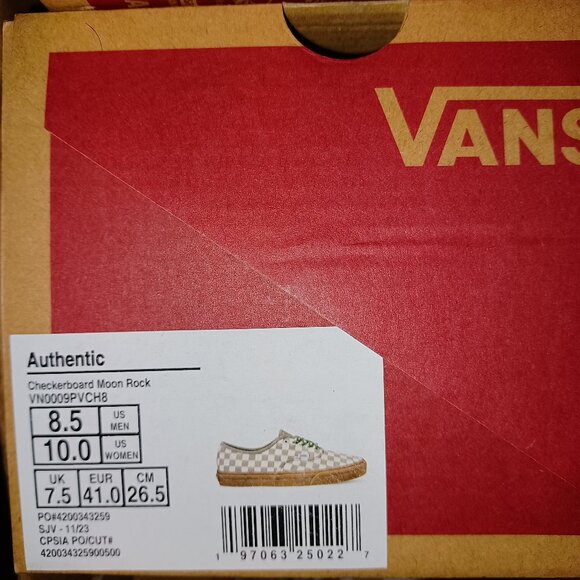 VANS
Authentic
Checkerboard Moon Rock
VN0009PVCH8
8.5 US MEN
10.0 US WOMEN
UK EUR CM
7.5 41.0 26.5
PO#4200343259
SJV - 11/23
CPSIA PO/CUT#
420034325900500
1 97063 25022 7